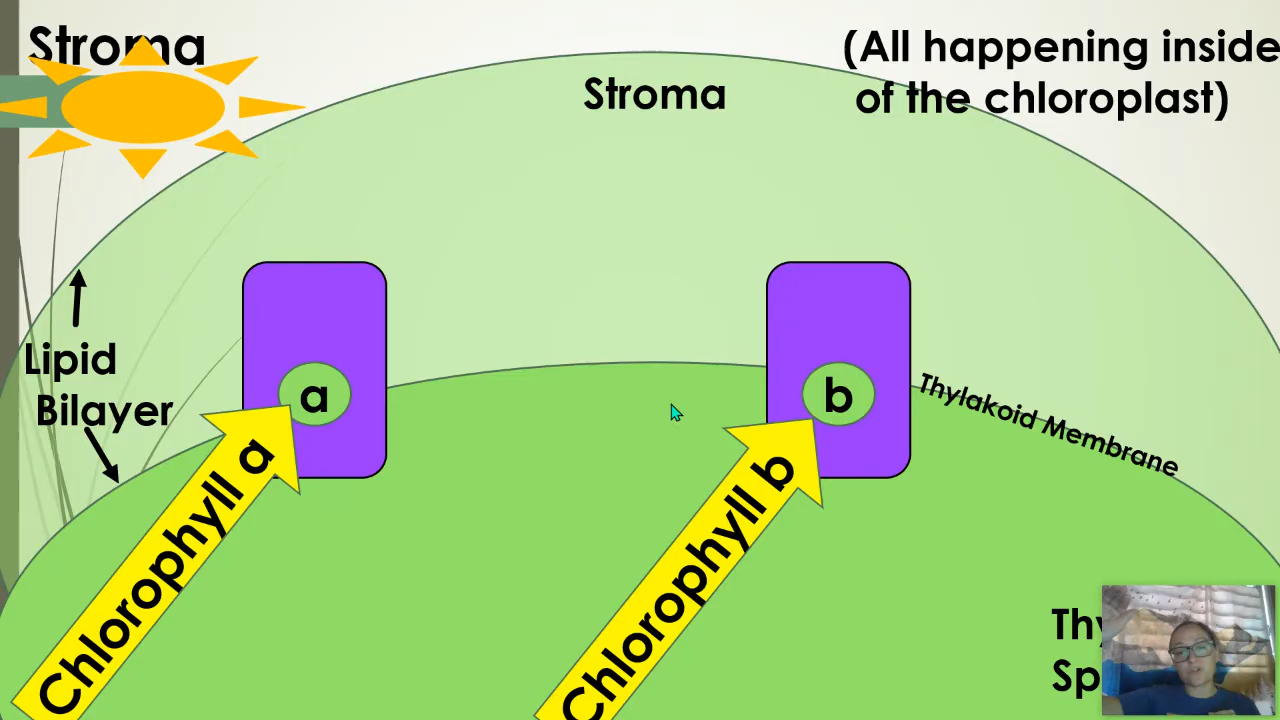 Stroma
(All happening inside
of the chloroplast)
Stroma
Lipid
Bilayer
a
b
Thylakoid Membrane
Chlorophyll a
Chlorophyll b